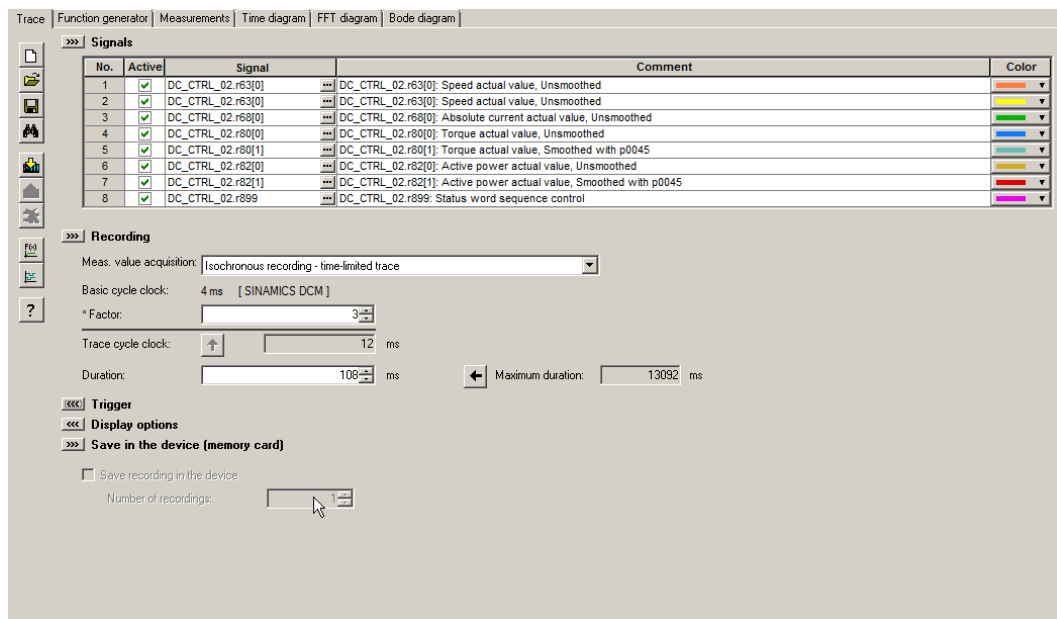 Trace Function generator Measurements Time diagram FFT diagram Bode diagram
>>> Signals
No. Active Signal Comment Color
1 DC_CTRL_02.r63[0] ... DC_CTRL_02.r63[0]: Speed actual value, Unsmoothed
2 DC_CTRL_02.r63[0] ... DC_CTRL_02.r63[0]: Speed actual value, Unsmoothed
3 DC_CTRL_02.r68[0] ... DC_CTRL_02.r68[0]: Absolute current actual value, Unsmoothed
4 DC_CTRL_02.r80[0] ... DC_CTRL_02.r80[0]: Torque actual value, Unsmoothed
5 DC_CTRL_02.r80[1] ... DC_CTRL_02.r80[1]: Torque actual value, Smoothed with p0045
6 DC_CTRL_02.r82[0] ... DC_CTRL_02.r82[0]: Active power actual value, Unsmoothed
7 DC_CTRL_02.r82[1] ... DC_CTRL_02.r82[1]: Active power actual value, Smoothed with p0045
8 DC_CTRL_02.r899 ... DC_CTRL_02.r899: Status word sequence control
>>> Recording
Meas. value acquisition: Isochronous recording - time-limited trace
Basic cycle clock: 4 ms [ SINAMICS DCM ]
* Factor: 3
Trace cycle clock: 12 ms
Duration: 108 ms Maximum duration: 13092 ms
<<< Trigger
<<< Display options
>>> Save in the device (memory card)
Save recording in the device
Number of recordings: 1
?